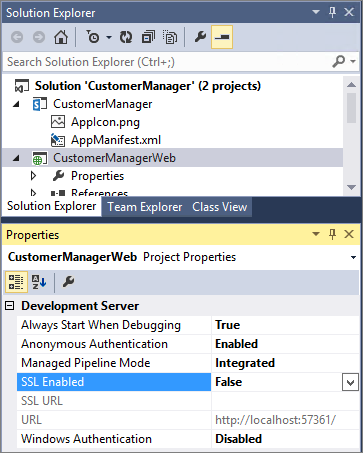 Solution Explorer
Search Solution Explorer (Ctrl+;)
Solution 'CustomerManager' (2 projects)
CustomerManager
AppIcon.png
AppManifest.xml
CustomerManagerWeb
Properties
References
Solution Explorer Team Explorer Class View
Properties
CustomerManagerWeb Project Properties
Development Server
Always Start When Debugging True
Anonymous Authentication Enabled
Managed Pipeline Mode Integrated
SSL Enabled False
SSL URL
URL http://localhost:57361/
Windows Authentication Disabled